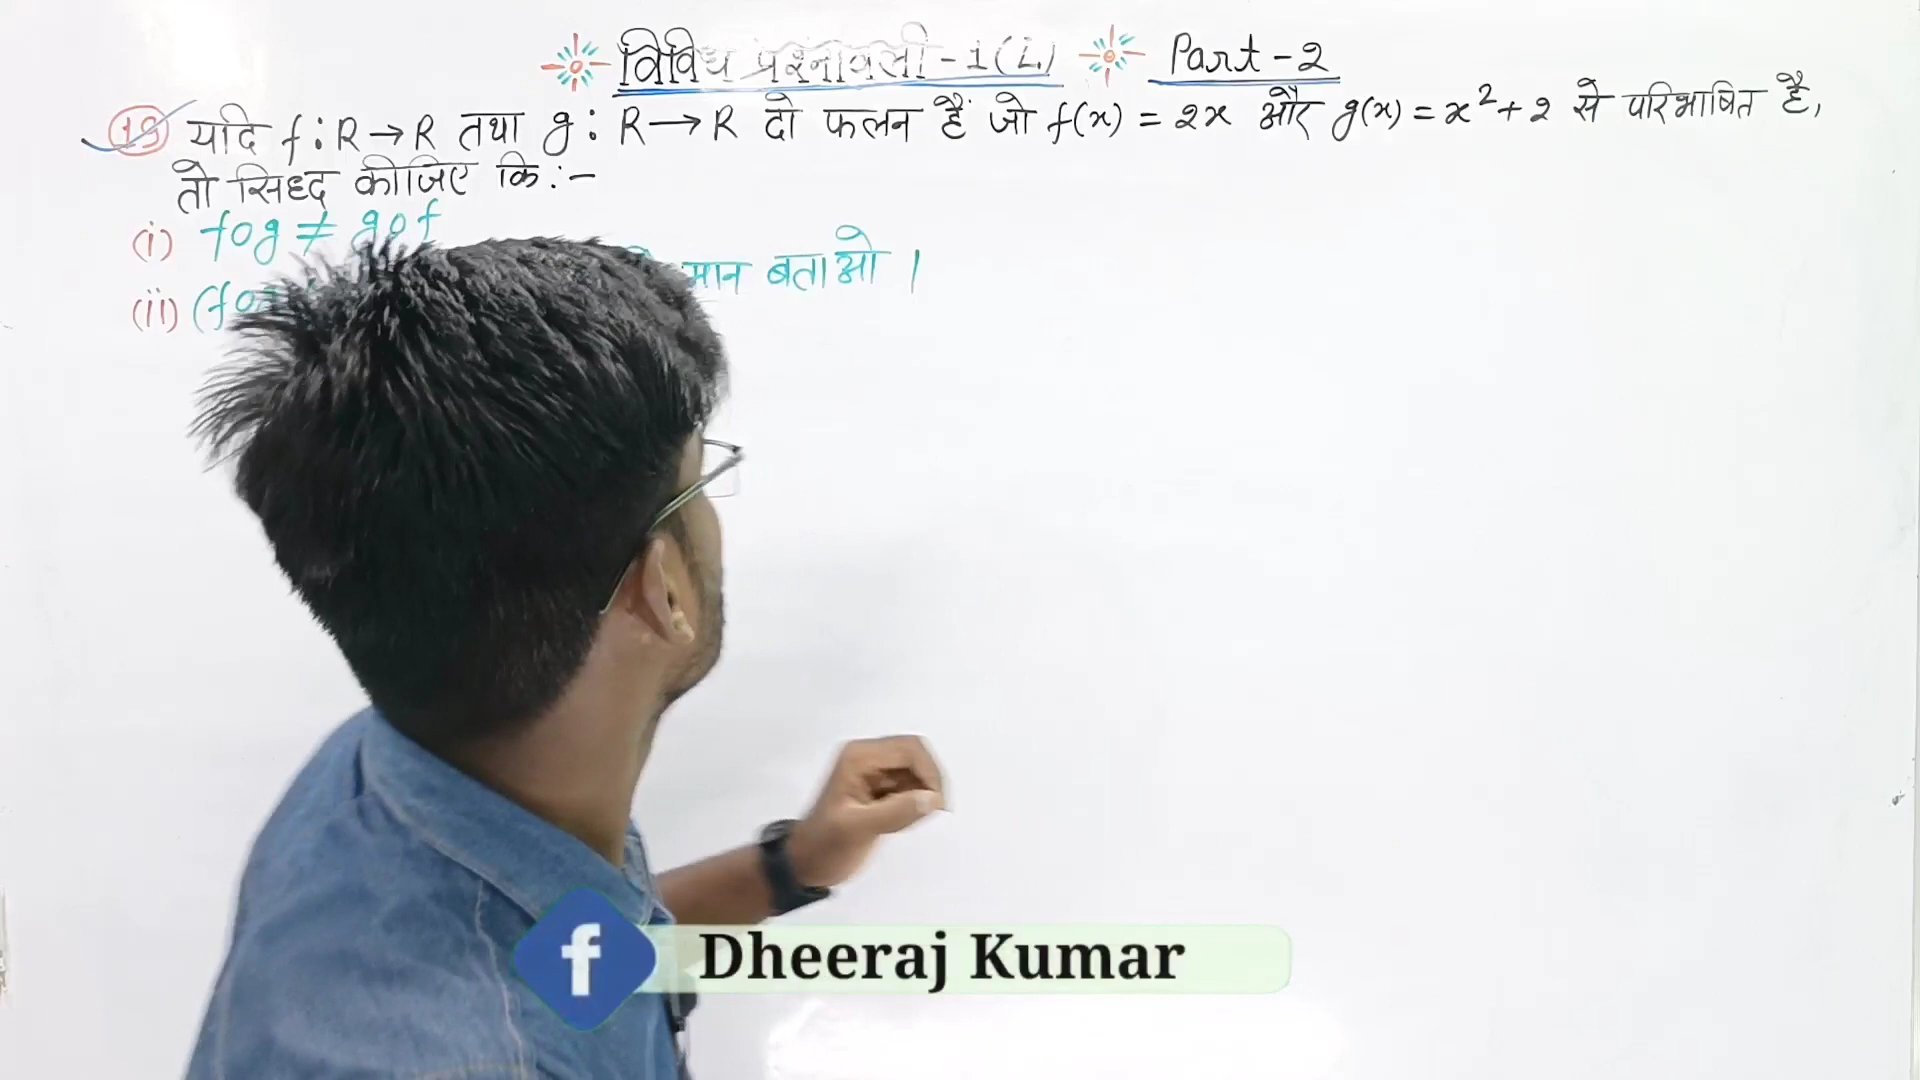 विविध प्रश्नावली-1(L) Part-2
19 यदि f:R→R तथा g:R→R दो फलन हैं जो f(x) = 2x और g(x) = x²+2 से परिभाषित है,
तो सिध्द कीजिए कि:-
(i) fog ≠ gof
मान बताओ ।
(ii) (fog
f Dheeraj Kumar